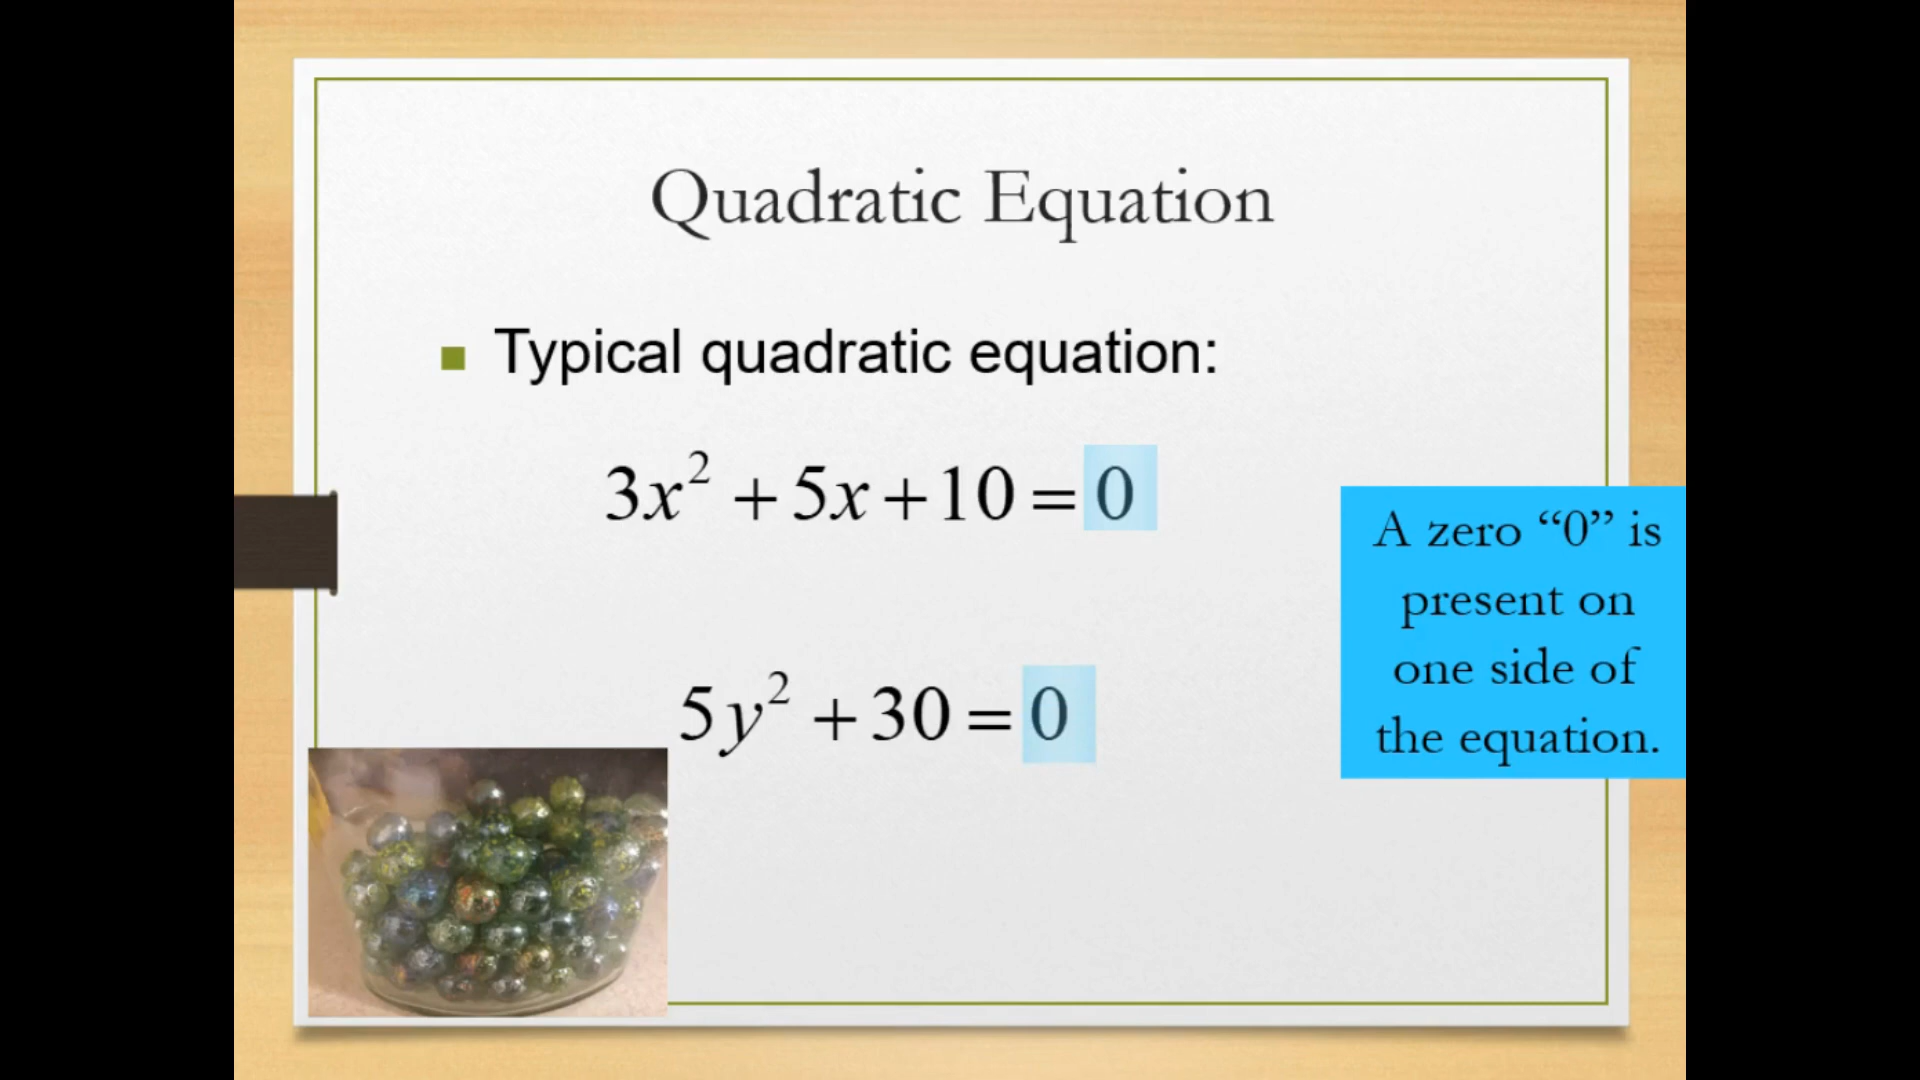 Quadratic Equation
Typical quadratic equation:
3x² + 5x + 10 = 0
5y² + 30 = 0
A zero “0” is
present on
one side of
the equation.